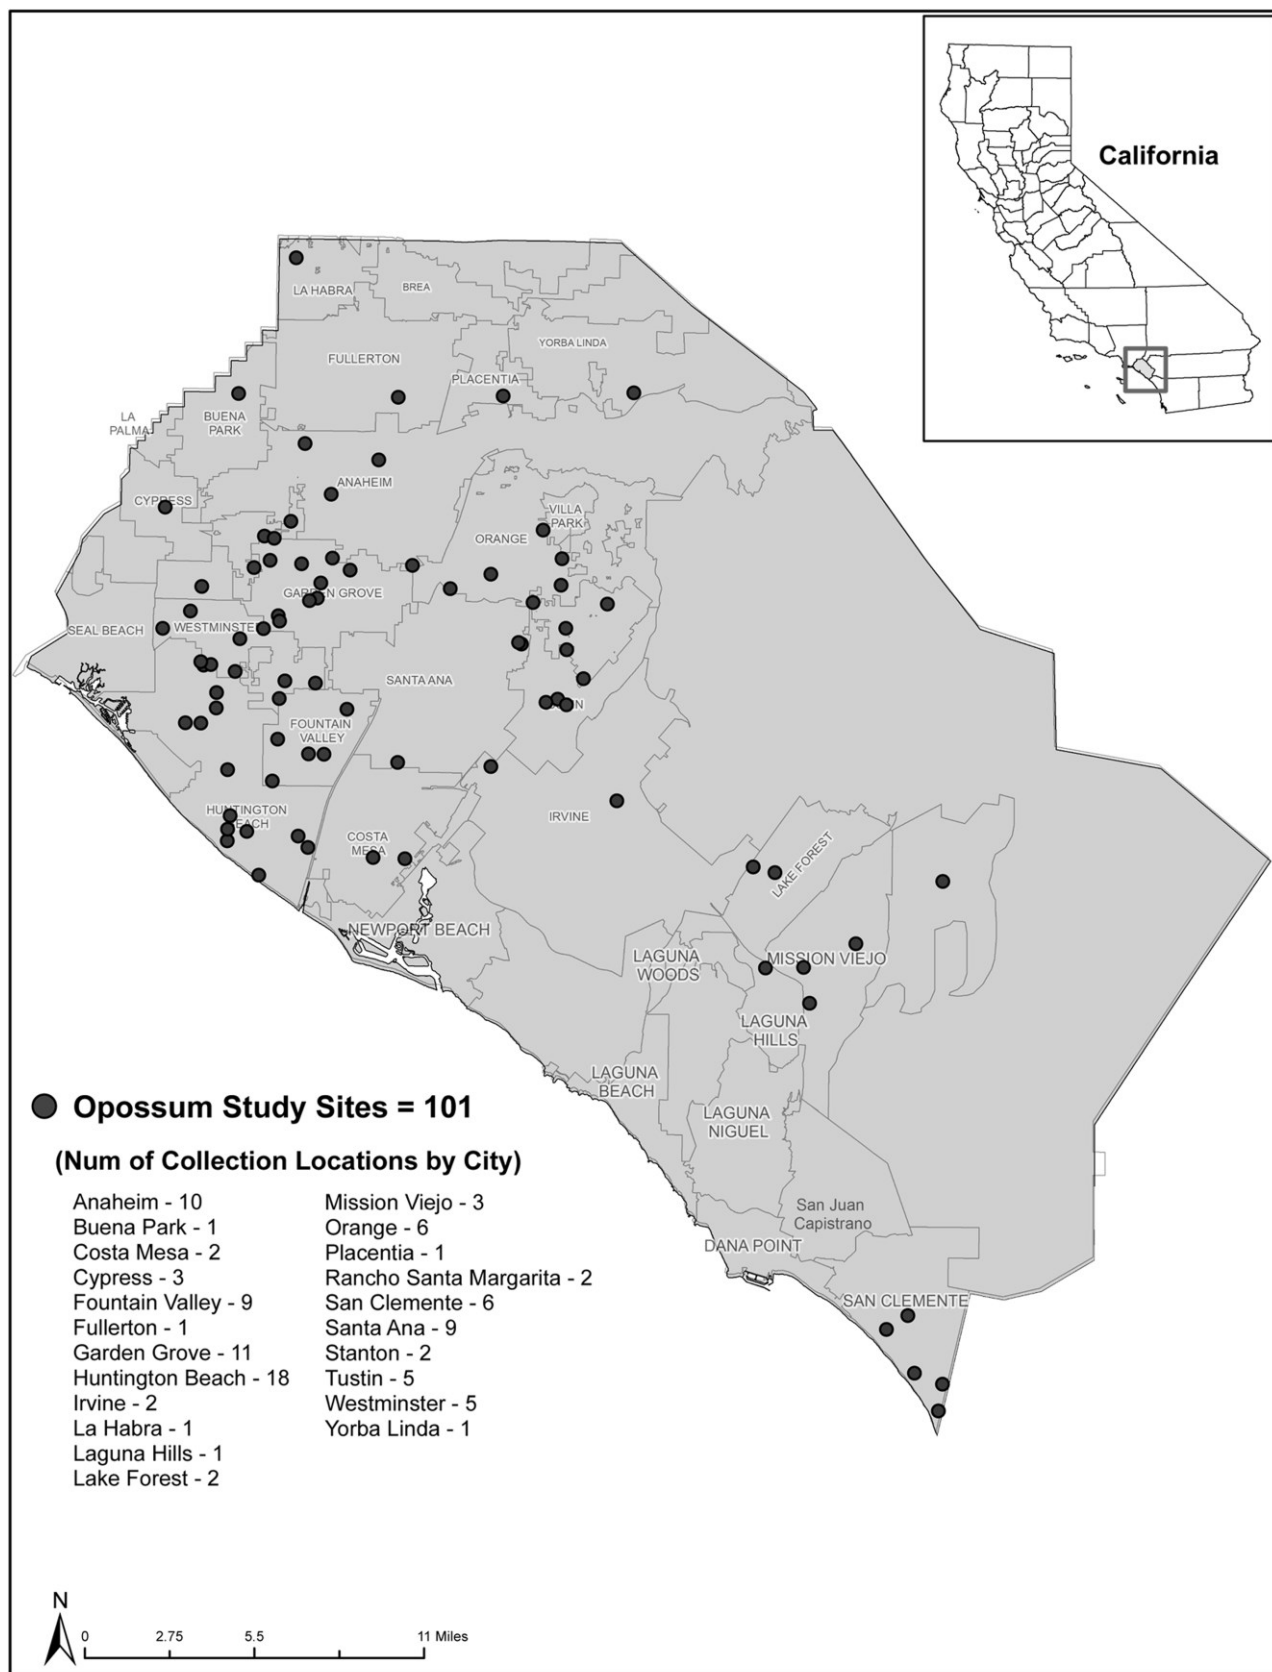 California
LA HABRA
BREA
YORBA LINDA
FULLERTON
PLACENTIA
LA
PALMA
BUENA
PARK
ANAHEIM
CYPRESS
VILLA
PARK
ORANGE
GARDEN GROVE
SEAL BEACH
WESTMINSTER
SANTA ANA
TUSTIN
FOUNTAIN
VALLEY
HUNTINGTON
BEACH
COSTA
MESA
IRVINE
LAKE FOREST
NEWPORT BEACH
LAGUNA
WOODS
MISSION VIEJO
LAGUNA
HILLS
LAGUNA
BEACH
LAGUNA
NIGUEL
San Juan
Capistrano
DANA POINT
SAN CLEMENTE
Opossum Study Sites = 101
(Num of Collection Locations by City)
Anaheim - 10
Buena Park - 1
Costa Mesa - 2
Cypress - 3
Fountain Valley - 9
Fullerton - 1
Garden Grove - 11
Huntington Beach - 18
Irvine - 2
La Habra - 1
Laguna Hills - 1
Lake Forest - 2
Mission Viejo - 3
Orange - 6
Placentia - 1
Rancho Santa Margarita - 2
San Clemente - 6
Santa Ana - 9
Stanton - 2
Tustin - 5
Westminster - 5
Yorba Linda - 1
N
0 2.75 5.5 11 Miles